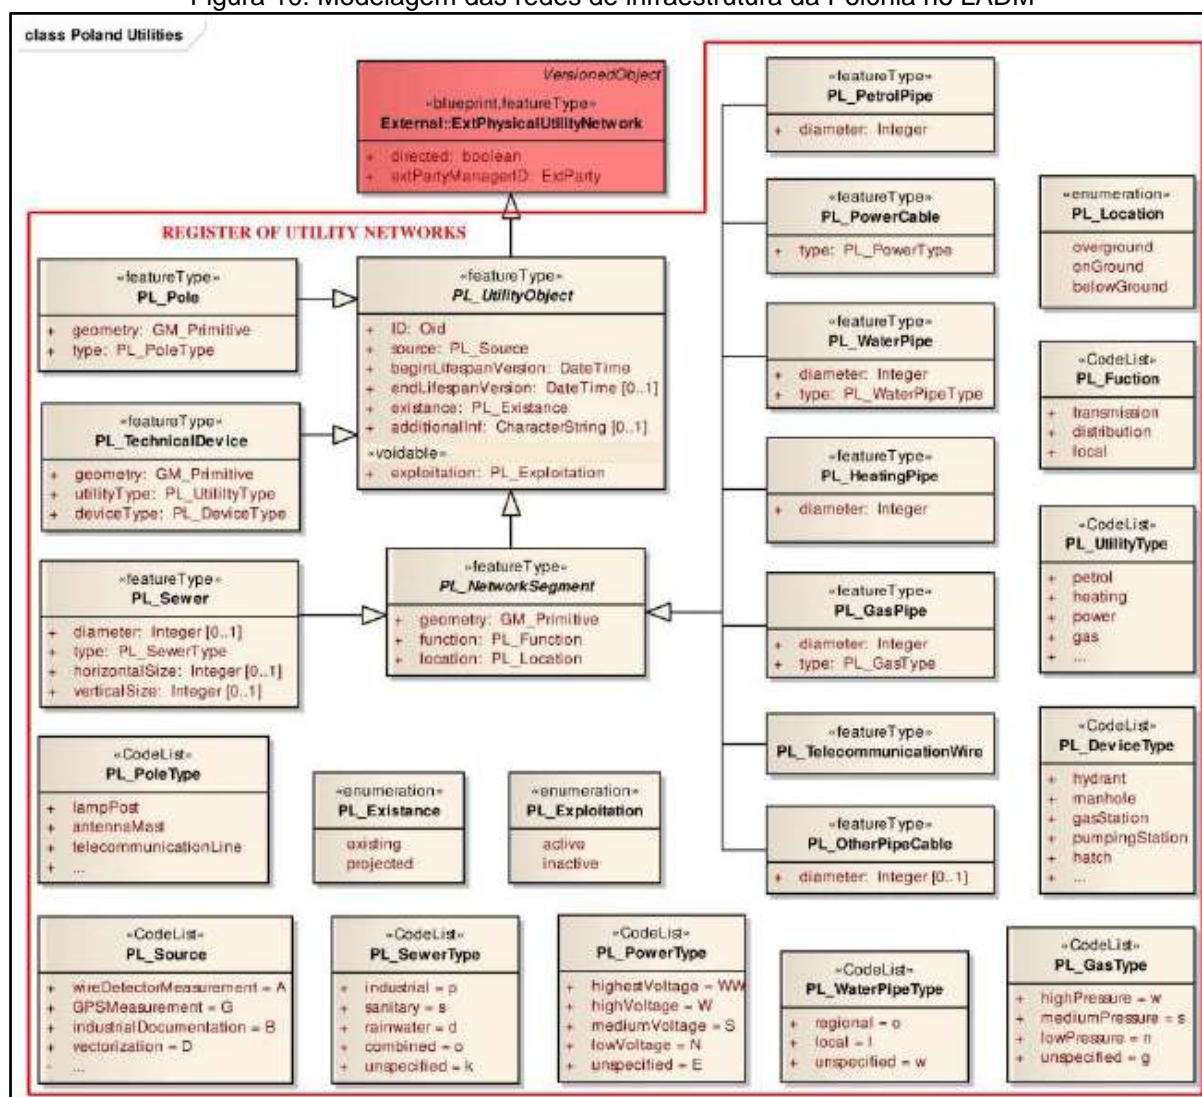 Figura 10: Modelagem das redes de infraestrutura da Polônia no LADM
class Poland Utilities
VersionedObject
«blueprint,featureType»
External::ExtPhysicalUtilityNetwork
+ directed: boolean
+ extPartyManagerID: ExtParty
REGISTER OF UTILITY NETWORKS
«featureType»
PL_Pole
+ geometry: GM_Primitive
+ type: PL_PoleType
«featureType»
PL_UtilityObject
+ ID: Oid
+ source: PL_Source
+ beginLifespanVersion: DateTime
+ endLifespanVersion: DateTime [0..1]
+ existance: PL_Existance
+ additionalInf: CharacterString [0..1]
«voidable»
+ exploitation: PL_Exploitation
«featureType»
PL_TechnicalDevice
+ geometry: GM_Primitive
+ utilityType: PL_UtililtyType
+ deviceType: PL_DeviceType
«featureType»
PL_Sewer
+ diameter: Integer [0..1]
+ type: PL_SewerType
+ horizontalSize: Integer [0..1]
+ verticalSize: Integer [0..1]
«featureType»
PL_NetworkSegment
+ geometry: GM_Primitive
+ function: PL_Function
+ location: PL_Location
«featureType»
PL_PetrolPipe
+ diameter: Integer
«featureType»
PL_PowerCable
+ type: PL_PowerType
«featureType»
PL_WaterPipe
+ diameter: Integer
+ type: PL_WaterPipeType
«featureType»
PL_HeatingPipe
+ diameter: Integer
«featureType»
PL_GasPipe
+ diameter: Integer
+ type: PL_GasType
«featureType»
PL_TelecommunicationWire
«featureType»
PL_OtherPipeCable
+ diameter: Integer [0..1]
«enumeration»
PL_Location
overground
onGround
belowGround
«CodeList»
PL_Fuction
+ transmission
+ distribution
+ local
«CodeList»
PL_UtilityType
+ petrol
+ heating
+ power
+ gas
+ ...
«CodeList»
PL_DeviceType
+ hydrant
+ manhole
+ gasStation
+ pumpingStation
+ hatch
+ ...
«CodeList»
PL_PoleType
+ lampPost
+ antennaMast
+ telecommunicationLine
+ ...
«enumeration»
PL_Existance
existing
projected
«enumeration»
PL_Exploitation
active
inactive
«CodeList»
PL_Source
+ wireDetectorMeasurement = A
+ GPSMeasurement = G
+ industrialDocumentation = B
+ vectorization = D
- ...
«CodeList»
PL_SewerType
+ industrial = p
+ sanitary = s
+ rainwater = d
+ combined = o
+ unspecified = k
«CodeList»
PL_PowerType
+ highestVoltage = WW
+ highVoltage = W
+ mediumVoltage = S
+ lowVoltage = N
+ unspecified = E
«CodeList»
PL_WaterPipeType
+ regional = o
+ local = l
+ unspecified = w
«CodeList»
PL_GasType
+ highPressure = w
+ mediumPressure = s
+ lowPressure = n
+ unspecified = g